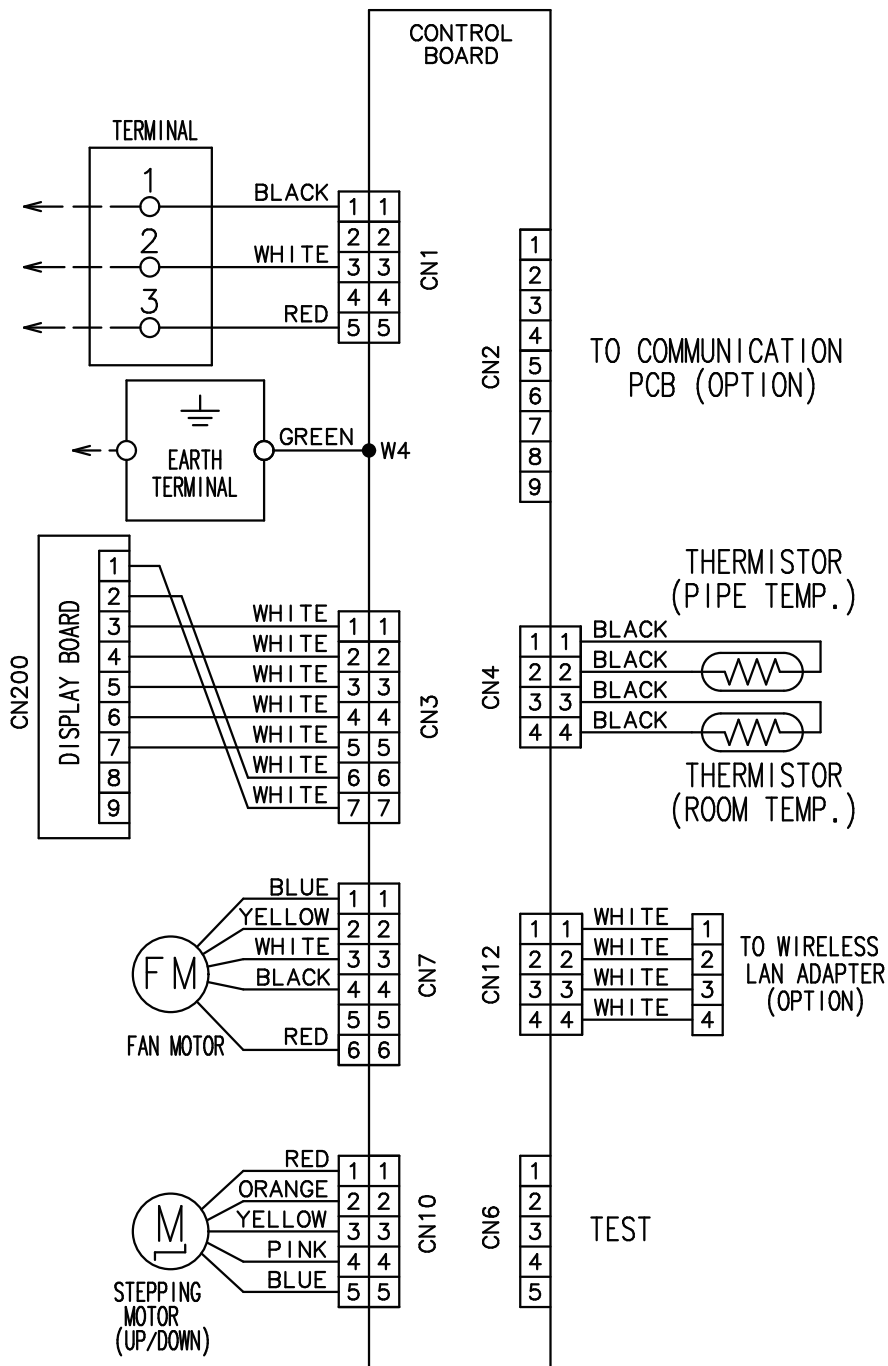 CONTROL
BOARD
TERMINAL
1 BLACK 1 1
2 2
2 WHITE 3 3
4 4
3 RED 5 5
CN1
1
2
3
4
5
6
7
8
9
CN2
TO COMMUNICATION
PCB (OPTION)
EARTH
TERMINAL
GREEN
W4
CN200
DISPLAY BOARD
1
2
3
4
5
6
7
8
9
WHITE 1 1
WHITE 2 2
WHITE 3 3
WHITE 4 4
WHITE 5 5
WHITE 6 6
WHITE 7 7
CN3
THERMISTOR
(PIPE TEMP.)
CN4
1 1 BLACK
2 2 BLACK
3 3 BLACK
4 4 BLACK
THERMISTOR
(ROOM TEMP.)
FM
FAN MOTOR
BLUE 1 1
YELLOW 2 2
WHITE 3 3
BLACK 4 4
5 5
RED 6 6
CN7
CN12
1 1 WHITE 1
2 2 WHITE 2
3 3 WHITE 3
4 4 WHITE 4
TO WIRELESS
LAN ADAPTER
(OPTION)
M
STEPPING
MOTOR
(UP/DOWN)
RED 1 1
ORANGE 2 2
YELLOW 3 3
PINK 4 4
BLUE 5 5
CN10
CN6
1
2
3
4
5
TEST